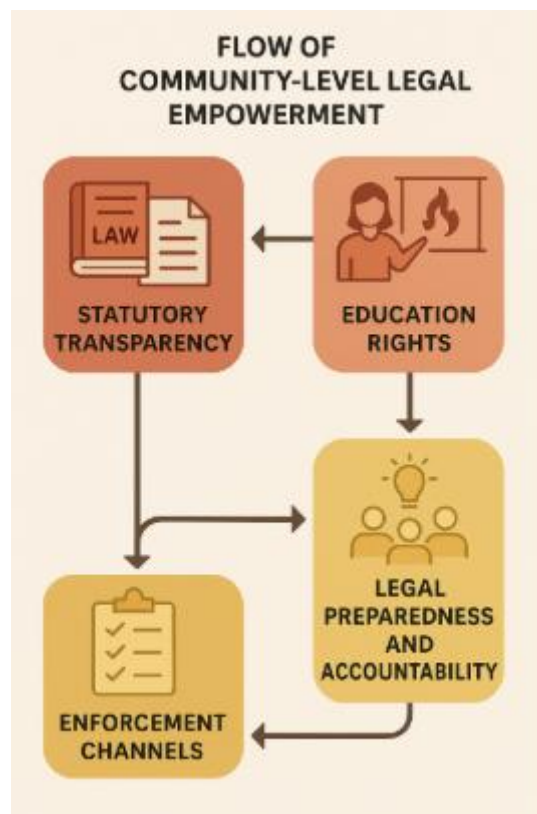 FLOW OF
COMMUNITY-LEVEL LEGAL
EMPOWERMENT
LAW
STATUTORY
TRANSPARENCY
EDUCATION
RIGHTS
LEGAL
PREPAREDNESS
AND
ACCOUNTABILITY
ENFORCEMENT
CHANNELS